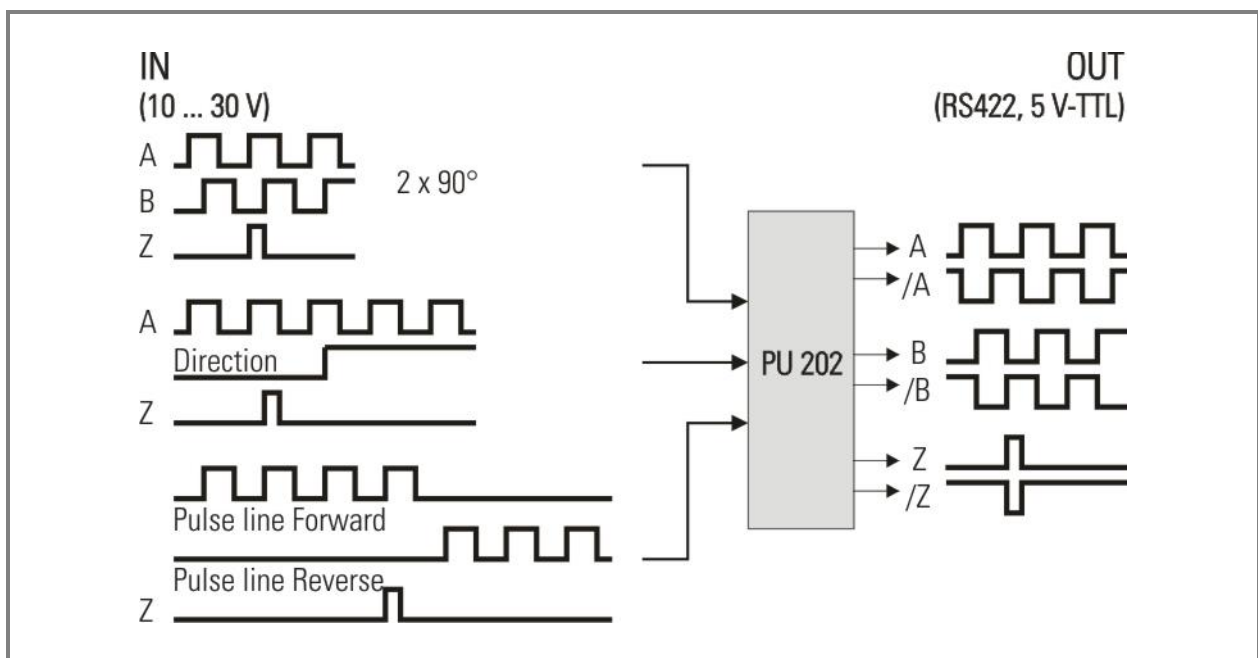 IN
(10 ... 30 V)
A
B
2 x 90°
Z
A
Direction
Z
Pulse line Forward
Pulse line Reverse
Z
PU 202
OUT
(RS422, 5 V-TTL)
A
/A
B
/B
Z
/Z